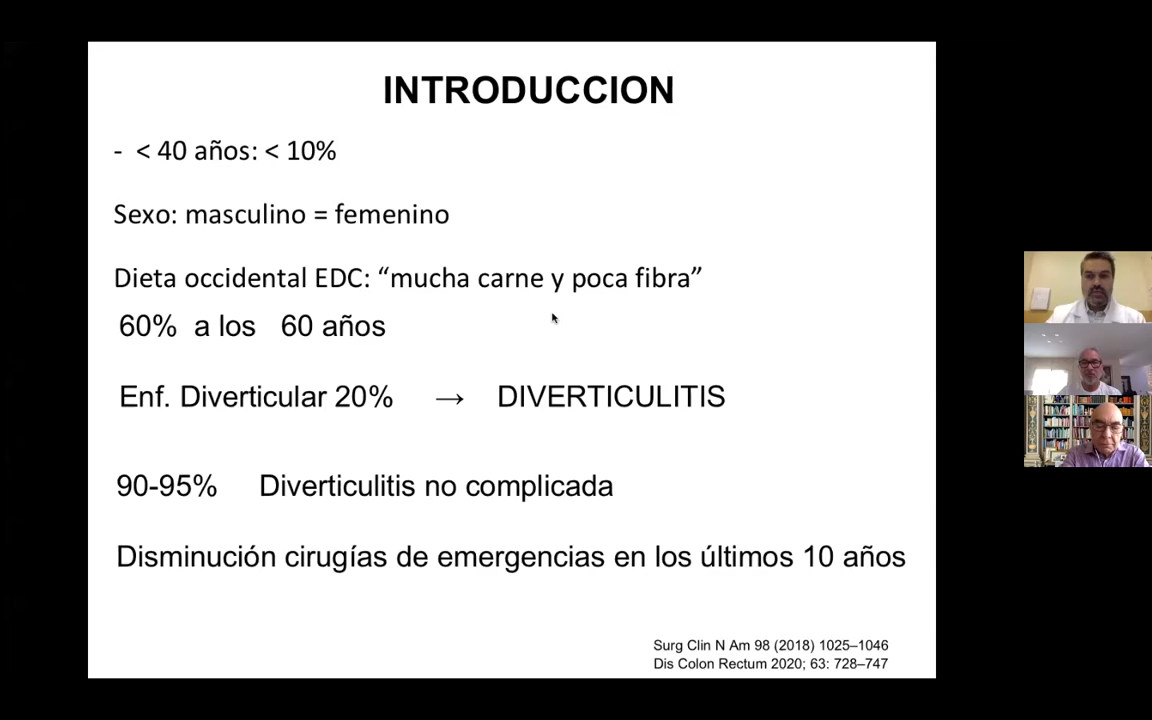 INTRODUCCION
- < 40 años: < 10%
Sexo: masculino = femenino
Dieta occidental EDC: “mucha carne y poca fibra”
60% a los 60 años
Enf. Diverticular 20% → DIVERTICULITIS
90-95% Diverticulitis no complicada
Disminución cirugías de emergencias en los últimos 10 años
Surg Clin N Am 98 (2018) 1025–1046
Dis Colon Rectum 2020; 63: 728–747